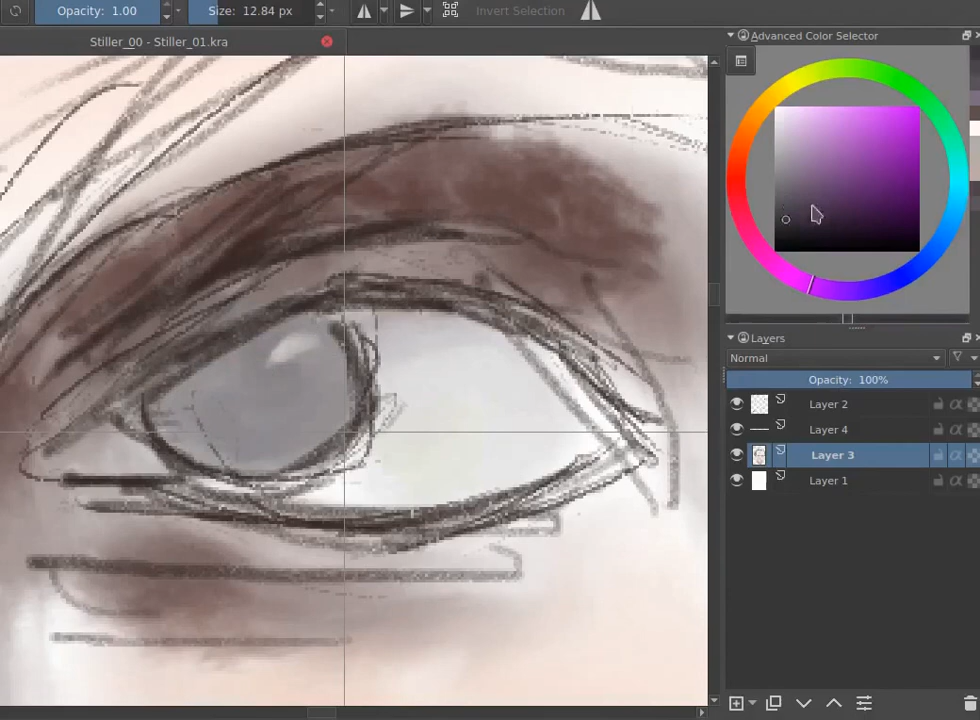 Opacity: 1.00
Size: 12.84 px
Invert Selection
Stiller_00 - Stiller_01.kra
Advanced Color Selector
Layers
Normal
Opacity: 100%
Layer 2
Layer 4
Layer 3
Layer 1